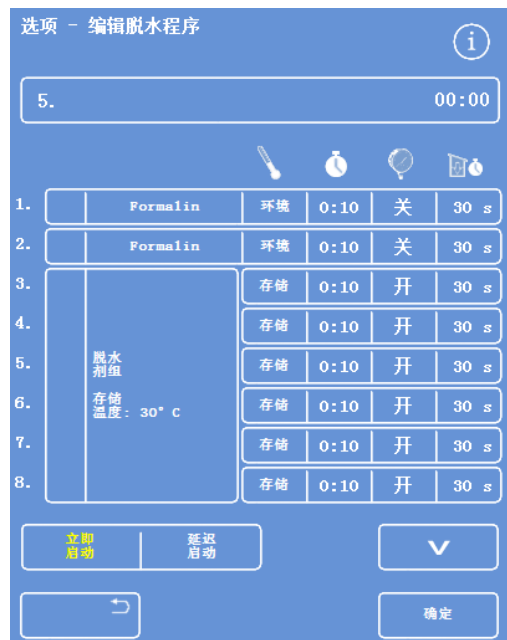 选项 - 编辑脱水程序
i
5. 00:00
1. Formalin 环境 0:10 关 30 s
2. Formalin 环境 0:10 关 30 s
3. 存储 0:10 开 30 s
4. 存储 0:10 开 30 s
脱水
剂组
5. 存储 0:10 开 30 s
存储
温度: 30° C
6. 存储 0:10 开 30 s
7. 存储 0:10 开 30 s
8. 存储 0:10 开 30 s
立即
启动
延迟
启动
确定